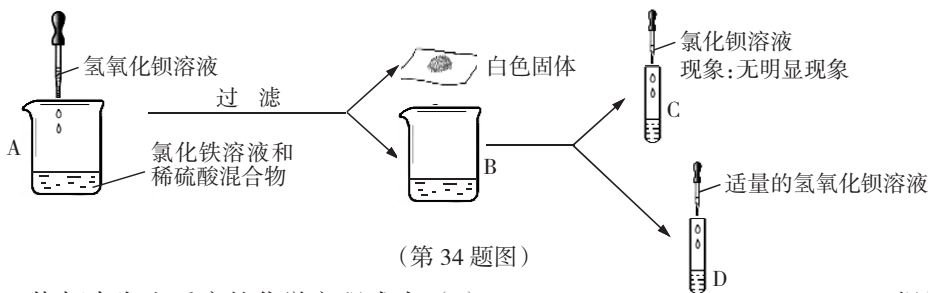 氢氧化钡溶液
A
氯化铁溶液和
稀硫酸混合物
过 滤
白色固体
B
氯化钡溶液
现象:无明显现象
C
适量的氢氧化钡溶液
D
(第34题图)